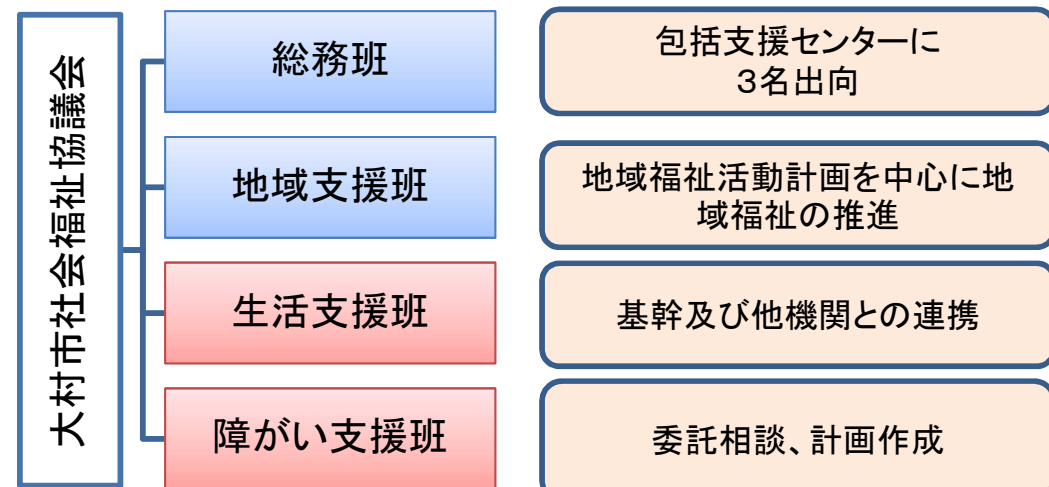 大村市社会福祉協議会
総務班
包括支援センターに
3名出向
地域支援班
地域福祉活動計画を中心に地
域福祉の推進
生活支援班
基幹及び他機関との連携
障がい支援班
委託相談、計画作成